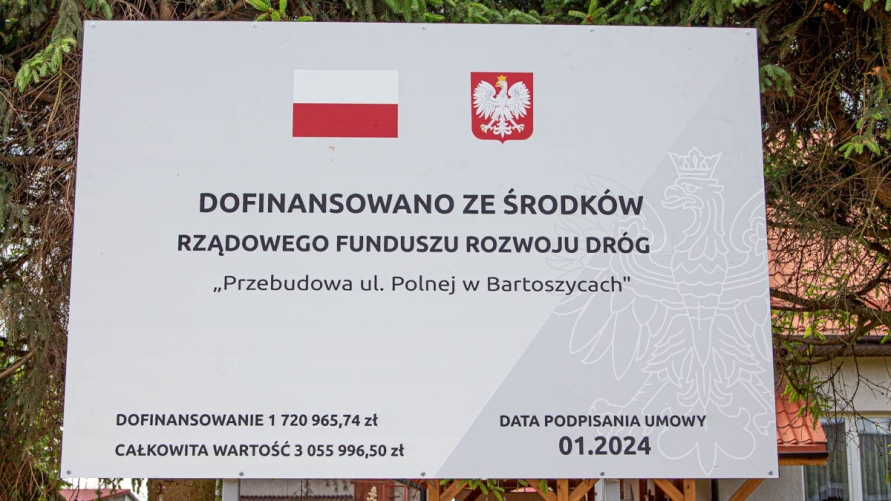 DOFINANSOWANO ZE ŚRODKÓW
RZĄDOWEGO FUNDUSZU ROZWOJU DRÓG
„Przebudowa ul. Polnej w Bartoszycach"
DOFINANSOWANIE 1 720 965,74 zł
CAŁKOWITA WARTOŚĆ 3 055 996,50 zł
DATA PODPISANIA UMOWY
01.2024